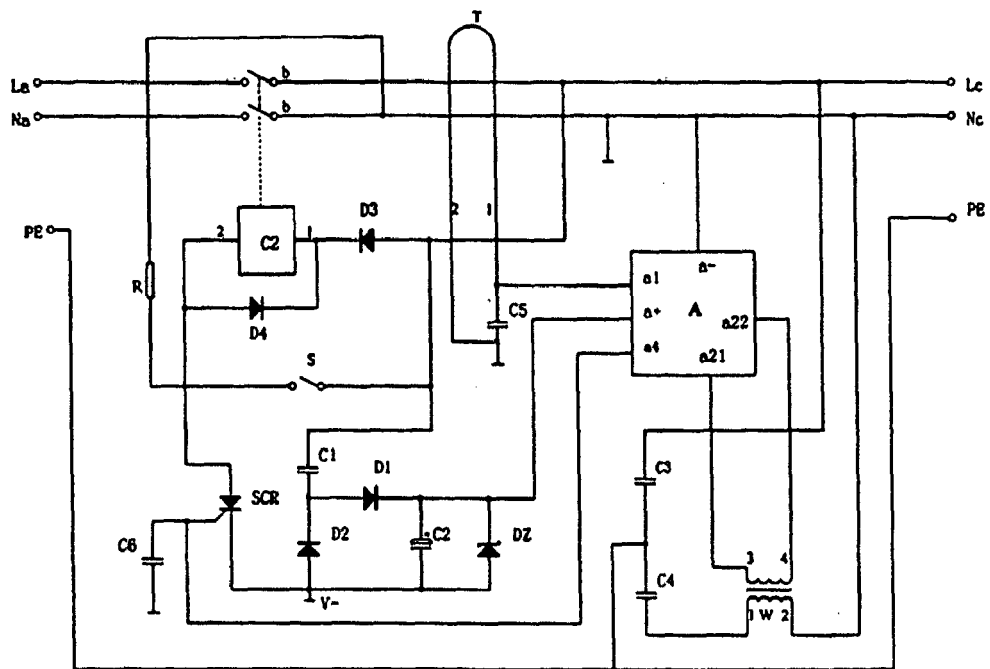 T
La
b
Lc
Na
b
Nc
PE
2
C2
1
D3
2
1
PE
R
D4
C5
a1
a-
a+
A
a22
a4
a21
S
C1
D1
C3
SCR
D2
C2
+
DZ
C6
V-
C4
3
4
1
W
2